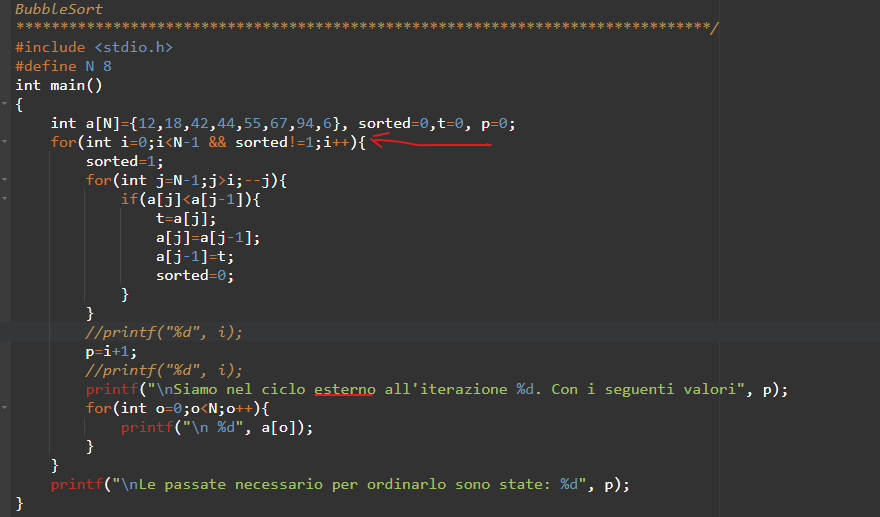 BubbleSort
******************************************************************************/
#include <stdio.h>
#define N 8
int main()
{
    int a[N]={12,18,42,44,55,67,94,6}, sorted=0,t=0, p=0;
    for(int i=0;i<N-1 && sorted!=1;i++){
        sorted=1;
        for(int j=N-1;j>i;--j){
            if(a[j]<a[j-1]){
                t=a[j];
                a[j]=a[j-1];
                a[j-1]=t;
                sorted=0;
            }
        }
        //printf("%d", i);
        p=i+1;
        //printf("%d", i);
        printf("\nSiamo nel ciclo esterno all'iterazione %d. Con i seguenti valori", p);
        for(int o=0;o<N;o++){
            printf("\n %d", a[o]);
        }
    }
    printf("\nLe passate necessario per ordinarlo sono state: %d", p);
}